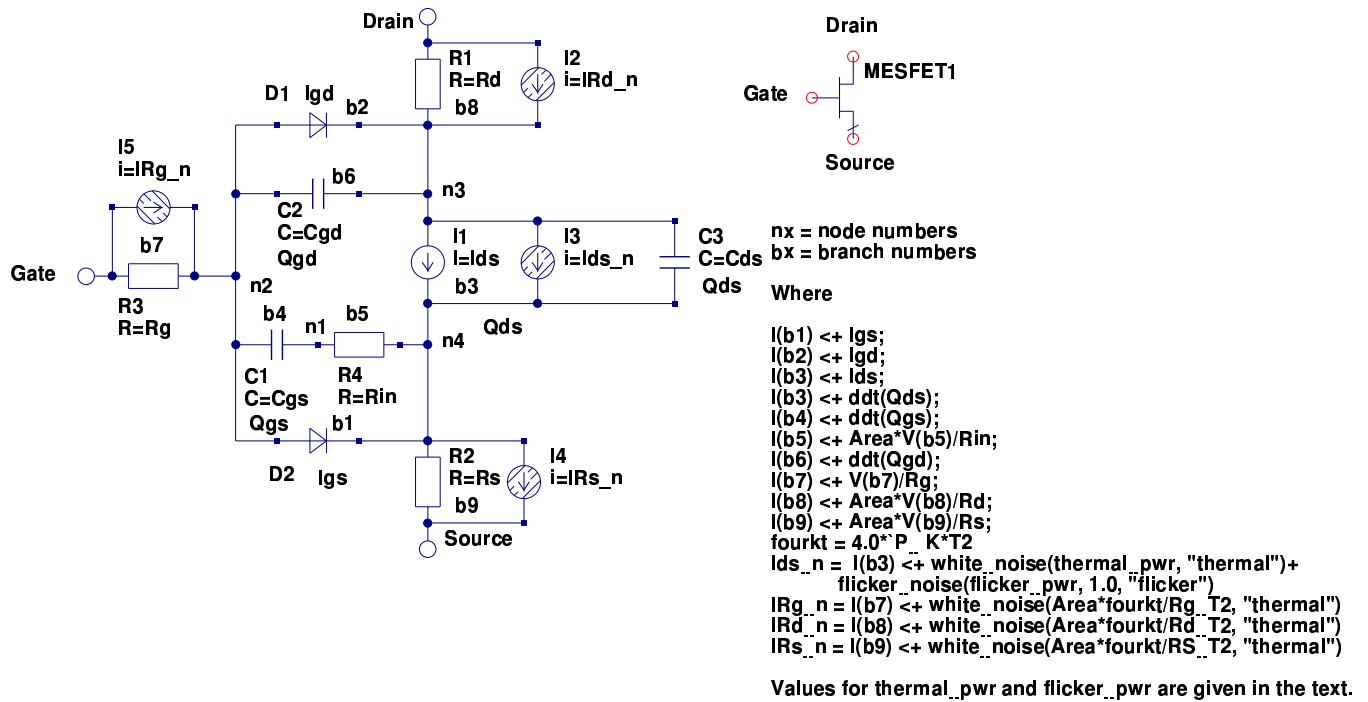 Drain
R1
R=Rd
b8
I2
i=IRd_n
D1
Igd
b2
I5
i=IRg_n
b7
b6
C2
C=Cgd
Qgd
n3
Gate
R3
R=Rg
n2
I1
I=Ids
b3
I3
i=Ids_n
C3
C=Cds
Qds
Qds
b4
n1
b5
n4
C1
C=Cgs
Qgs
R4
R=Rin
b1
D2
Igs
R2
R=Rs
b9
I4
i=IRs_n
Source
Drain
MESFET1
Gate
Source
nx = node numbers
bx = branch numbers
Where
I(b1) <+ Igs;
I(b2) <+ Igd;
I(b3) <+ Ids;
I(b3) <+ ddt(Qds);
I(b4) <+ ddt(Qgs);
I(b5) <+ Area*V(b5)/Rin;
I(b6) <+ ddt(Qgd);
I(b7) <+ V(b7)/Rg;
I(b8) <+ Area*V(b8)/Rd;
I(b9) <+ Area*V(b9)/Rs;
fourkt = 4.0*`P_ K*T2
Ids_n = I(b3) <+ white_noise(thermal_pwr, "thermal")+
flicker_noise(flicker_pwr, 1.0, "flicker")
IRg_n = I(b7) <+ white_noise(Area*fourkt/Rg_T2, "thermal")
IRd_n = I(b8) <+ white_noise(Area*fourkt/Rd_T2, "thermal")
IRs_n = I(b9) <+ white_noise(Area*fourkt/RS_T2, "thermal")
Values for thermal_pwr and flicker_pwr are given in the text.